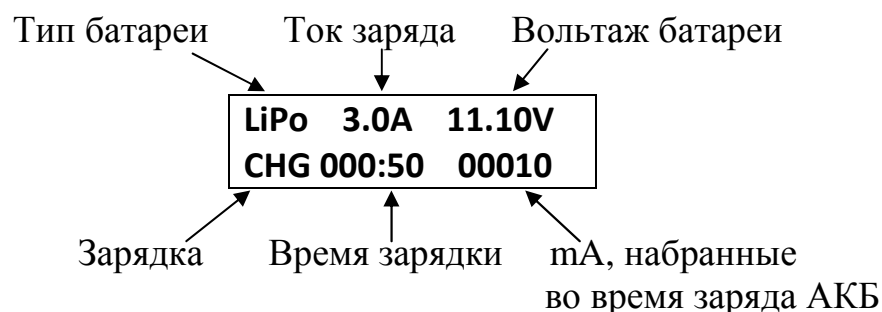 Тип батареи Ток заряда Вольтаж батареи
LiPo 3.0A 11.10V
CHG 000:50 00010
Зарядка Время зарядки mA, набранные
во время заряда АКБ